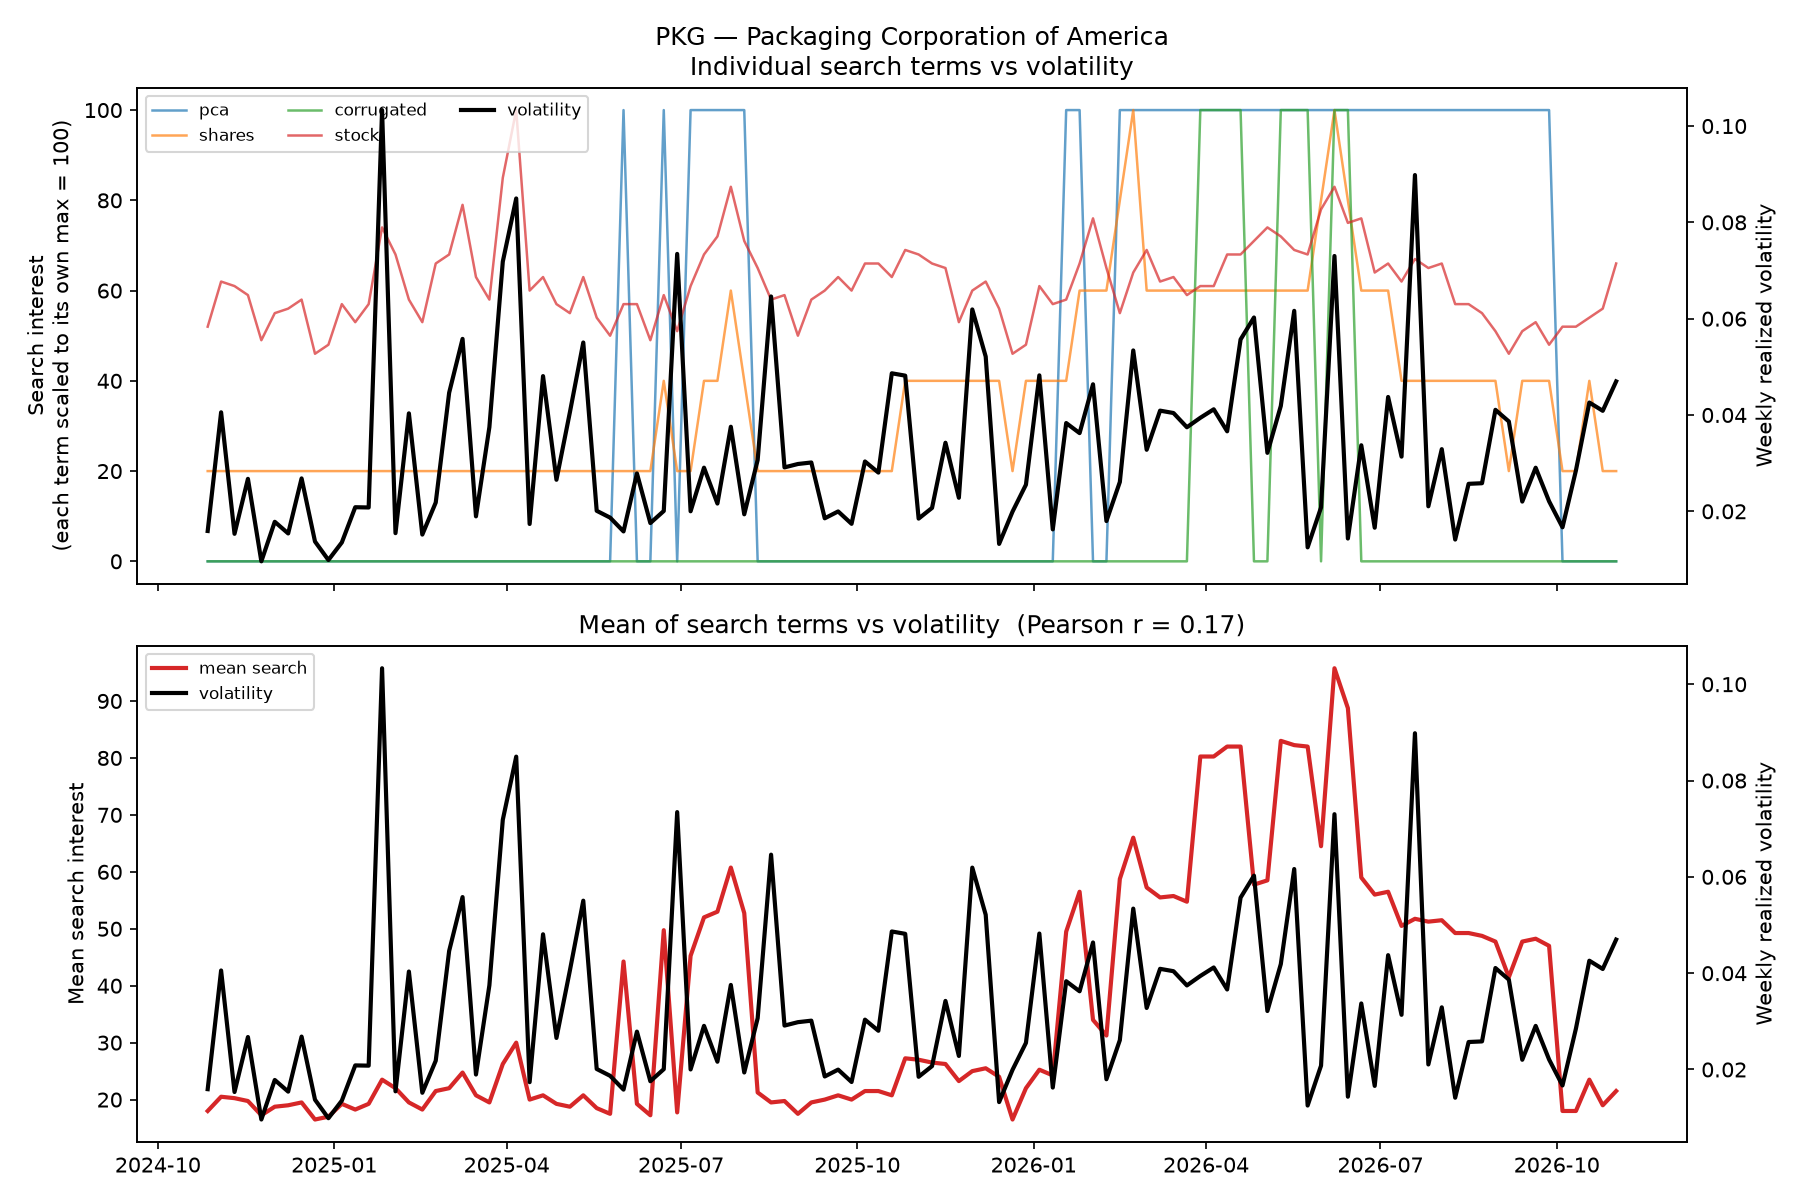 PKG — Packaging Corporation of America
Individual search terms vs volatility
pca
shares
corrugated
stock
volatility
100
80
60
40
20
0
Search interest
(each term scaled to its own max = 100)
0.10
0.08
0.06
0.04
0.02
Weekly realized volatility
Mean of search terms vs volatility (Pearson r = 0.17)
mean search
volatility
90
80
70
60
50
40
30
20
Mean search interest
0.10
0.08
0.06
0.04
0.02
Weekly realized volatility
2024-10 2025-01 2025-04 2025-07 2025-10 2026-01 2026-04 2026-07 2026-10